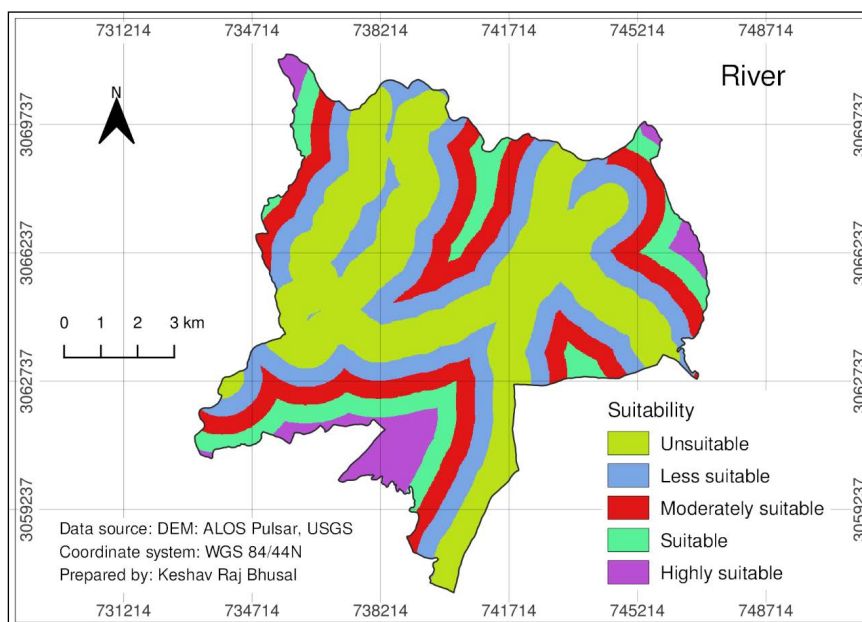 731214 734714 738214 741714 745214 748714
River
N
3069737 3069737
3066237 3066237
0 1 2 3 km
3062737 3062737
Suitability
Unsuitable
Less suitable
Moderately suitable
Suitable
Highly suitable
3059237 3059237
Data source: DEM: ALOS Pulsar, USGS
Coordinate system: WGS 84/44N
Prepared by: Keshav Raj Bhusal
731214 734714 738214 741714 745214 748714